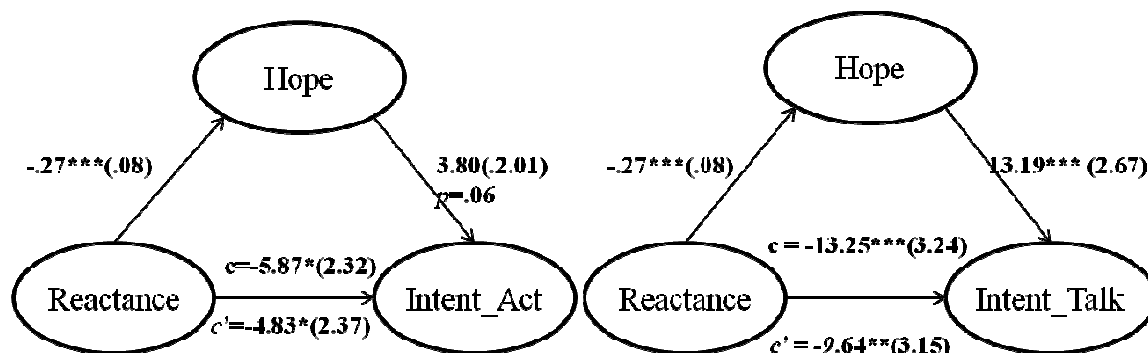 Hope
-.27***(.08)
3.80(.2.01)
p=.06
Reactance
c=-5.87*(2.32)
c'=-4.83*(2.37)
Intent_Act
Hope
-.27***(.08)
13.19*** (2.67)
Reactance
c = -13.25***(3.24)
c' = -9.64**(3.15)
Intent_Talk